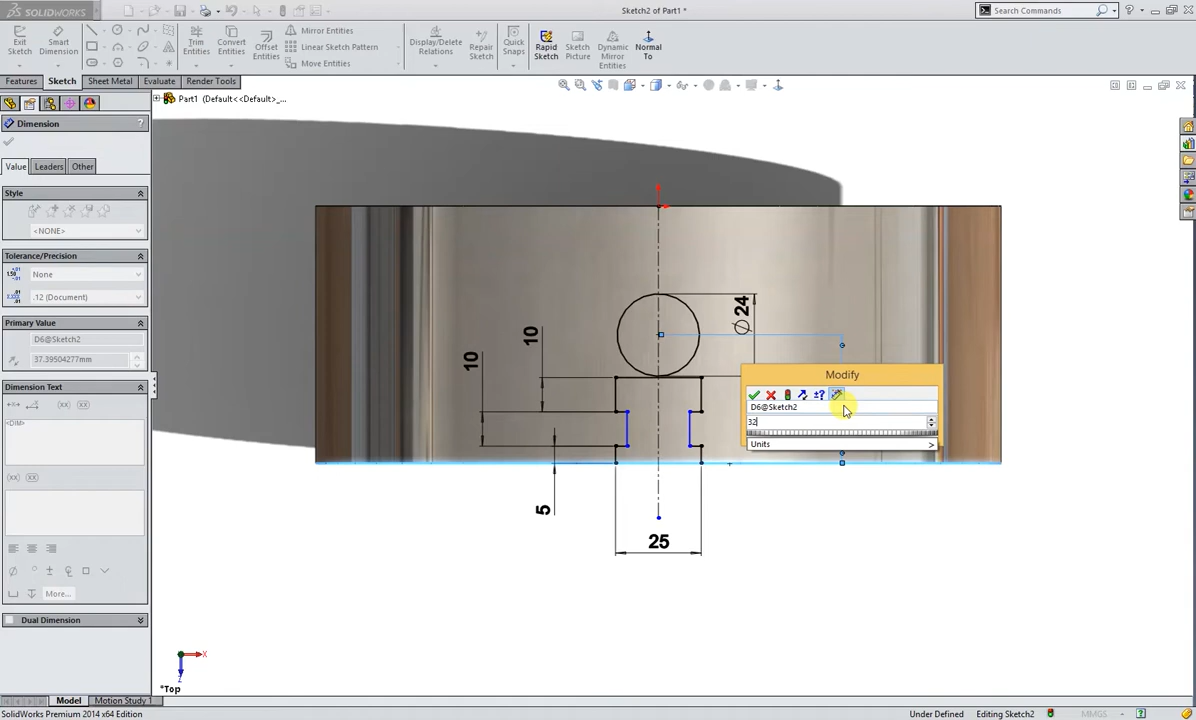 SOLIDWORKS
Sketch2 of Part1 *
Search Commands
Exit Sketch
Smart Dimension
Trim Entities
Convert Entities
Offset Entities
Mirror Entities
Linear Sketch Pattern
Move Entities
Display/Delete Relations
Repair Sketch
Quick Snaps
Rapid Sketch
Sketch Picture
Dynamic Mirror Entities
Normal To
Features
Sketch
Sheet Metal
Evaluate
Render Tools
Part1 (Default<<Default>_...
Dimension
?
Value
Leaders
Other
Style
<NONE>
Tolerance/Precision
None
.12 (Document)
Primary Value
D6@Sketch2
37.39504277mm
Dimension Text
<DIM>
(xx) (xx)
(xx) (xx)
More...
Dual Dimension
∅24
10
10
5
25
Modify
D6@Sketch2
32
Units >
X
Z
*Top
Model
Motion Study 1
SolidWorks Premium 2014 x64 Edition
Under Defined
Editing Sketch2
MMGS
?